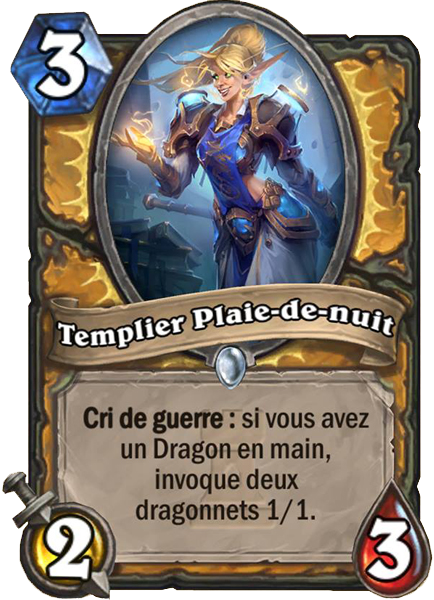 3
Templier Plaie-de-nuit
Cri de guerre : si vous avez
un Dragon en main,
invoque deux
dragonnets 1/1.
2
3